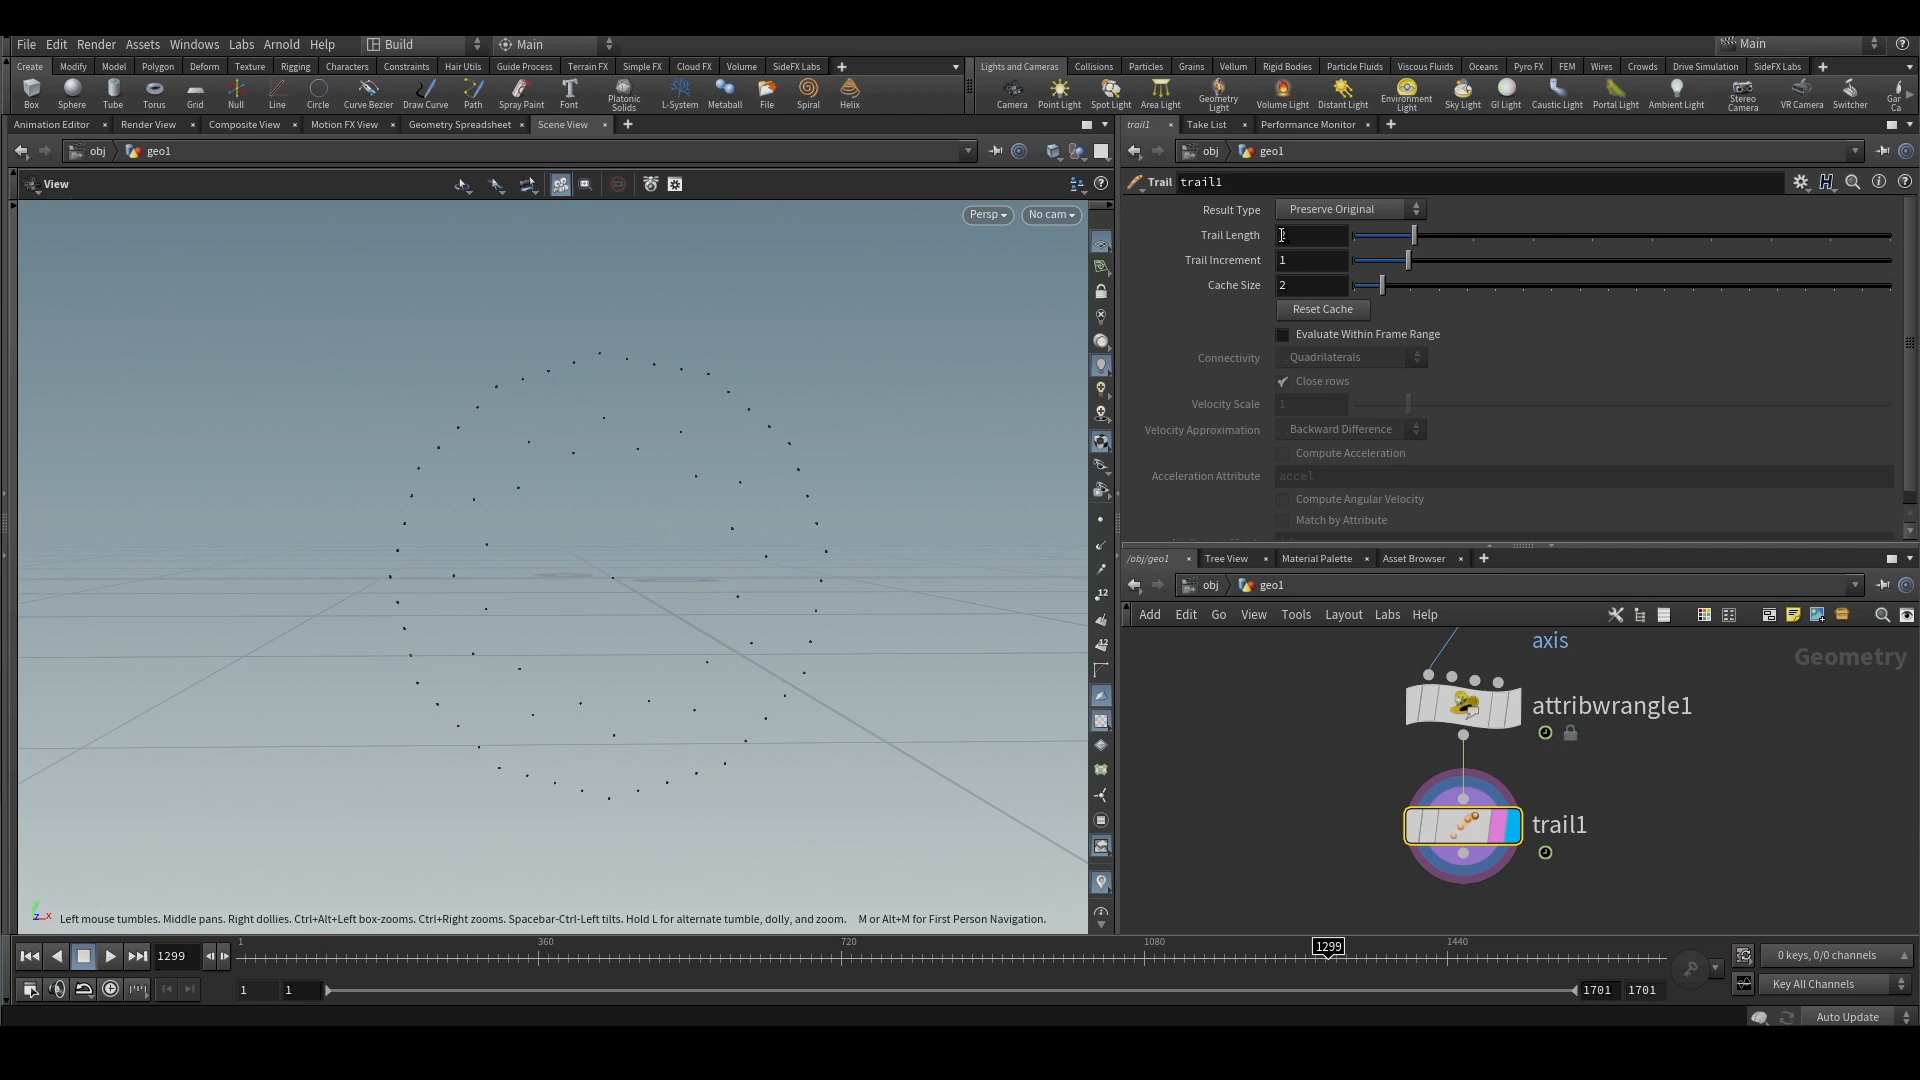 File Edit Render Assets Windows Labs Arnold Help Build Main Main
Create Modify Model Polygon Deform Texture Rigging Characters Constraints Hair Utils Guide Process Terrain FX Simple FX Cloud FX Volume SideFX Labs
Lights and Cameras Collisions Particles Grains Vellum Rigid Bodies Particle Fluids Viscous Fluids Oceans Pyro FX FEM Wires Crowds Drive Simulation SideFX Labs
Box Sphere Tube Torus Grid Null Line Circle Curve Bezier Draw Curve Path Spray Paint Font Platonic Solids L-System Metaball File Spiral Helix
Camera Point Light Spot Light Area Light Geometry Light Volume Light Distant Light Environment Light Sky Light GI Light Caustic Light Portal Light Ambient Light Stereo Camera VR Camera Switcher Gar Ca
Animation Editor Render View Composite View Motion FX View Geometry Spreadsheet Scene View
trail1 Take List Performance Monitor
obj geo1
obj geo1
View
Persp No cam
Trail trail1
Result Type Preserve Original
Trail Length
Trail Increment 1
Cache Size 2
Reset Cache
Evaluate Within Frame Range
Connectivity Quadrilaterals
Close rows
Velocity Scale 1
Velocity Approximation Backward Difference
Compute Acceleration
Acceleration Attribute accel
Compute Angular Velocity
Match by Attribute
/obj/geo1 Tree View Material Palette Asset Browser
obj geo1
Add Edit Go View Tools Layout Labs Help
axis
Geometry
attribwrangle1
trail1
12
12
z x
Left mouse tumbles. Middle pans. Right dollies. Ctrl+Alt+Left box-zooms. Ctrl+Right zooms. Spacebar-Ctrl-Left tilts. Hold L for alternate tumble, dolly, and zoom. M or Alt+M for First Person Navigation.
1299 1 360 720 1080 1299 1440
0 keys, 0/0 channels
1 1 1701 1701
Key All Channels
Auto Update